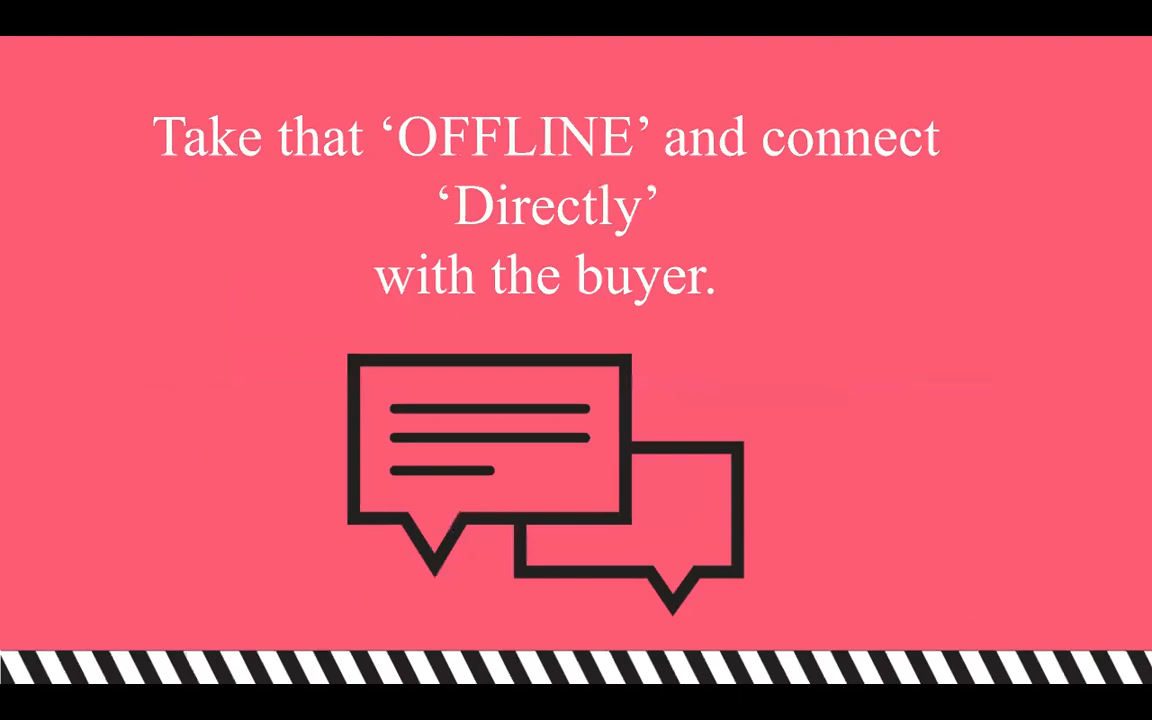 Take that ‘OFFLINE’ and connect
‘Directly’
with the buyer.